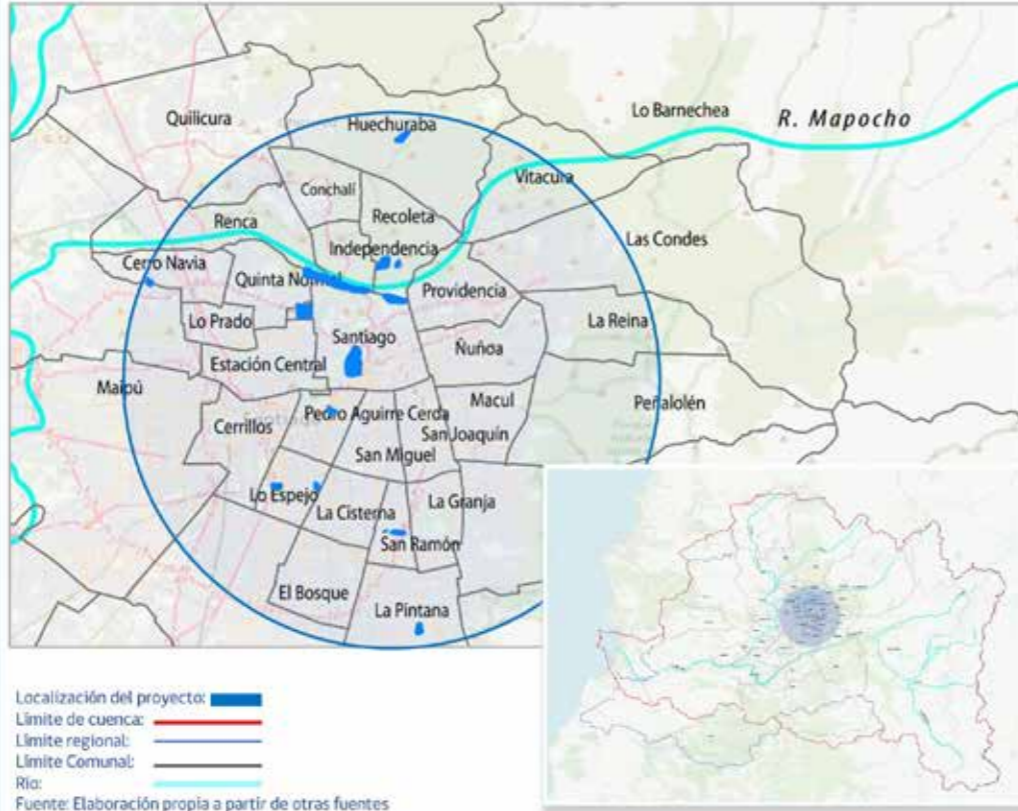 Lo Barnechea
R. Mapocho
Quilicura
Huechuraba
Vitacura
Conchalí
Recoleta
Renca
Independencia
Las Condes
Cerro Navia
Quinta Normal
Providencia
Lo Prado
Santiago
La Reina
Ñuñoa
Estación Central
Maipú
Macul
Peñalolén
Pedro Aguirre Cerda
Cerrillos
San Joaquín
San Miguel
Lo Espejo
La Granja
La Cisterna
San Ramón
El Bosque
La Pintana
Localización del proyecto:
Límite de cuenca:
Límite regional:
Límite Comunal:
Río:
Fuente: Elaboración propia a partir de otras fuentes